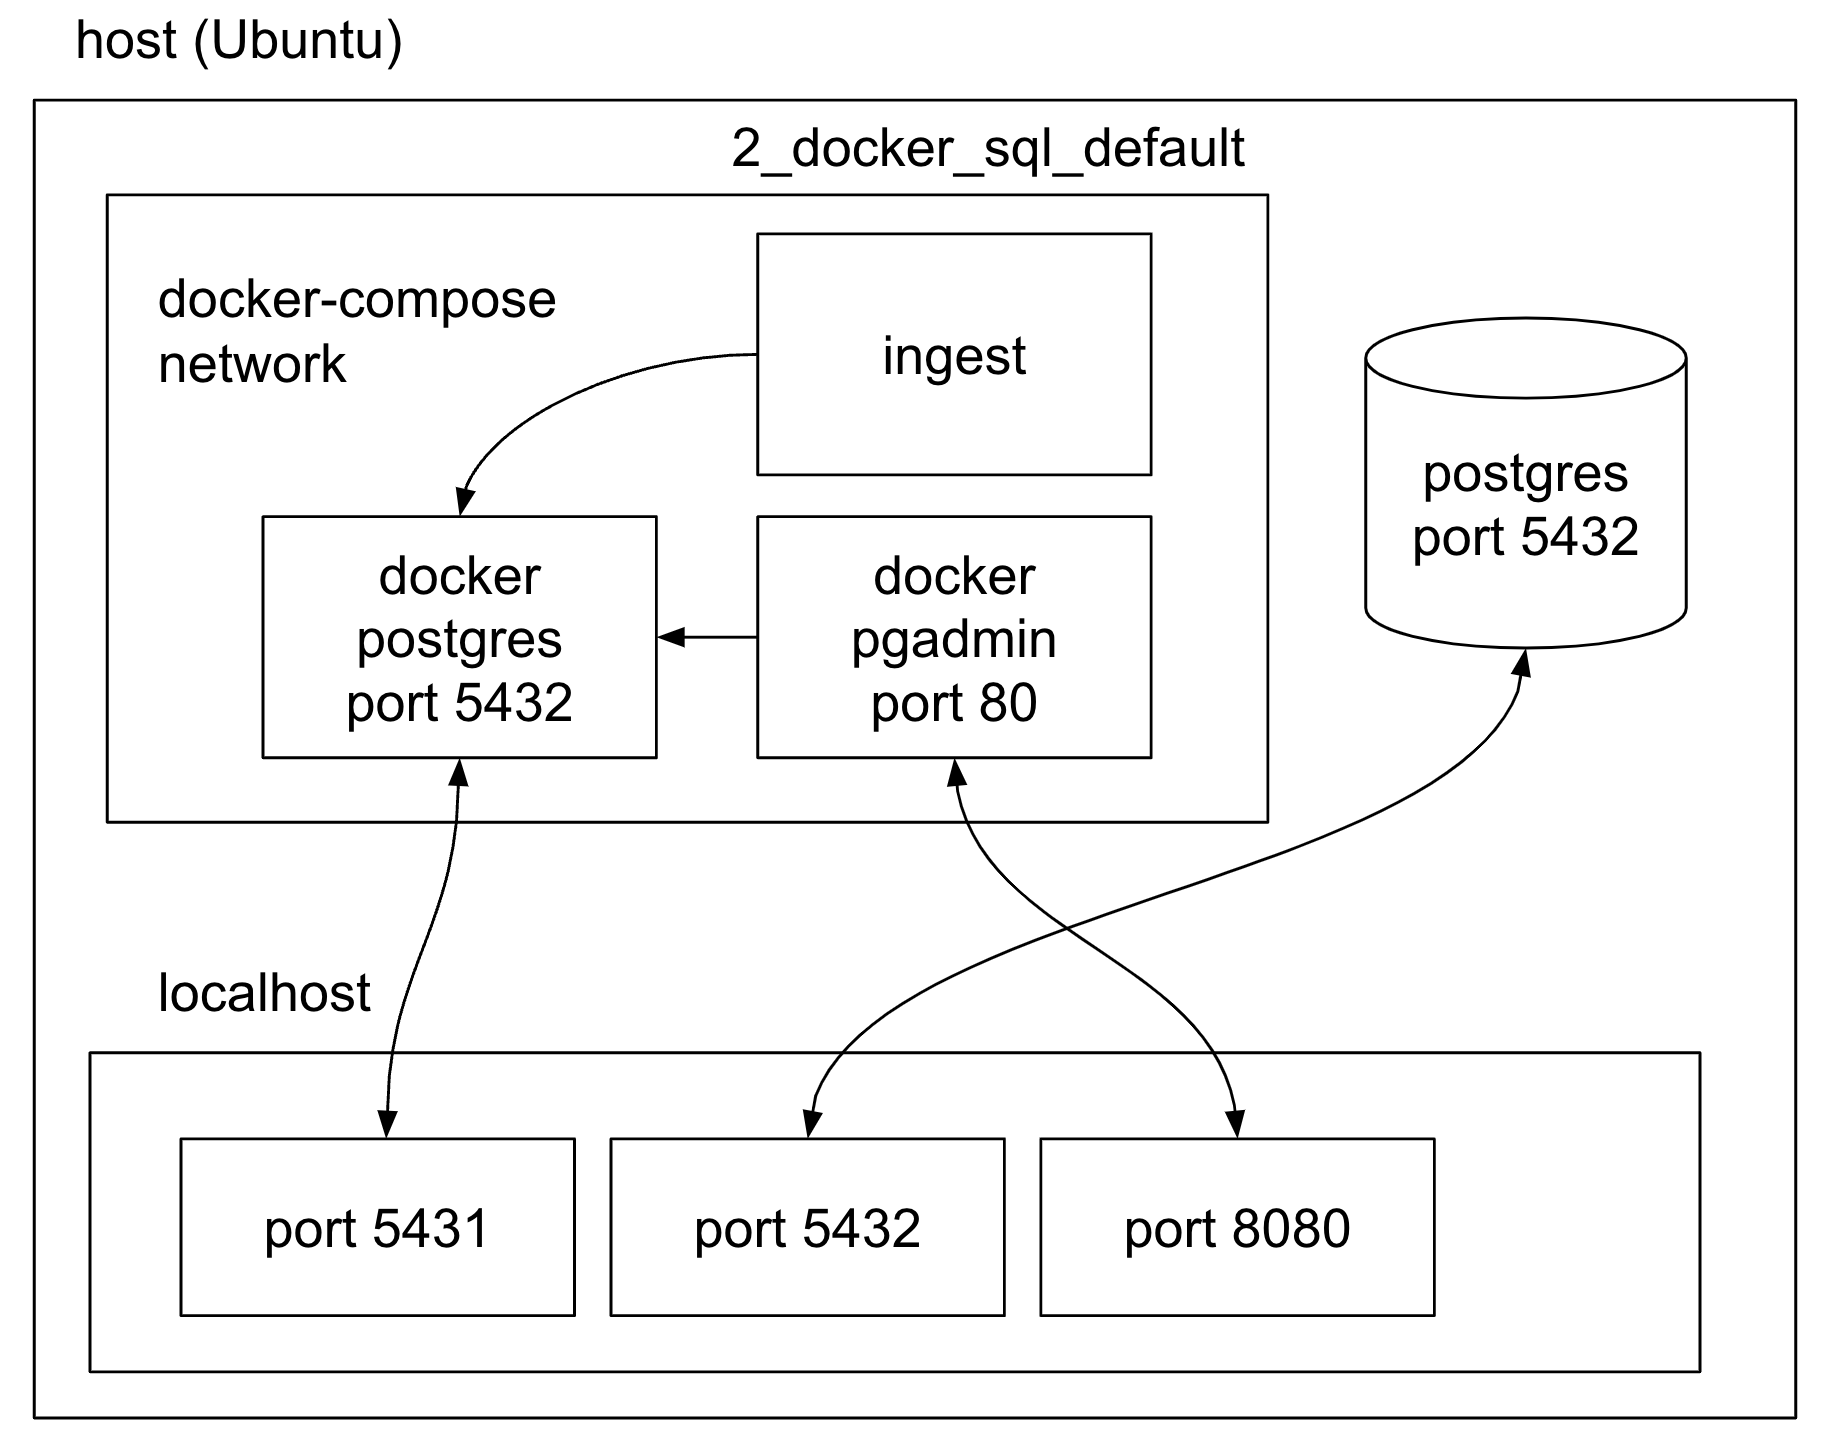 host (Ubuntu)
2_docker_sql_default
docker-compose
network
ingest
postgres
port 5432
docker
postgres
port 5432
docker
pgadmin
port 80
localhost
port 5431
port 5432
port 8080